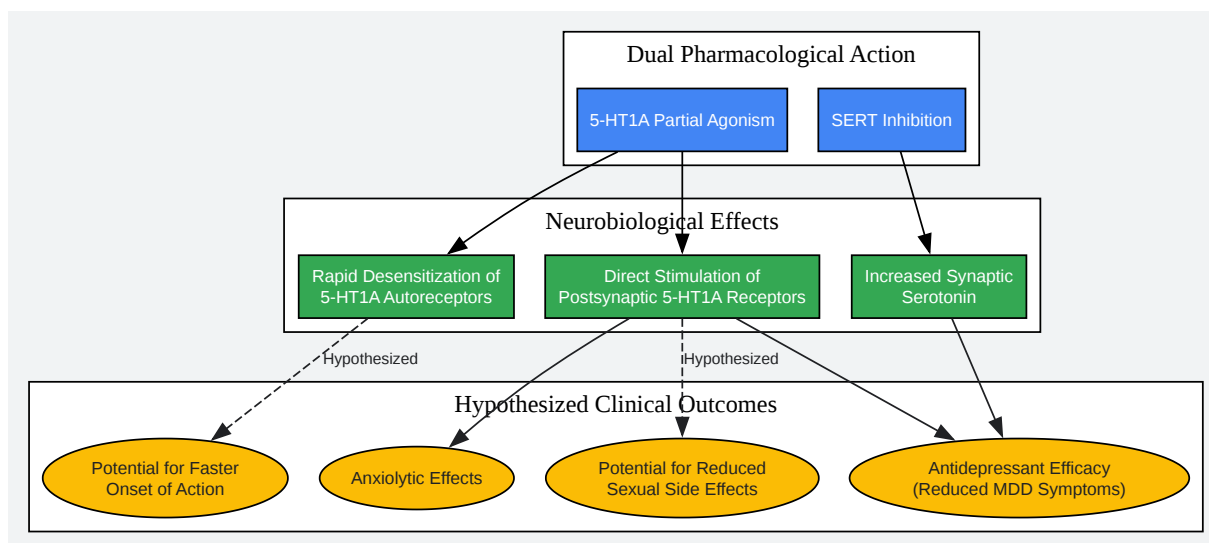 Dual Pharmacological Action
5-HT1A Partial Agonism
SERT Inhibition
Neurobiological Effects
Rapid Desensitization of
5-HT1A Autoreceptors
Direct Stimulation of
Postsynaptic 5-HT1A Receptors
Increased Synaptic
Serotonin
Hypothesized
Hypothesized
Hypothesized Clinical Outcomes
Potential for Faster
Onset of Action
Anxiolytic Effects
Potential for Reduced
Sexual Side Effects
Antidepressant Efficacy
(Reduced MDD Symptoms)